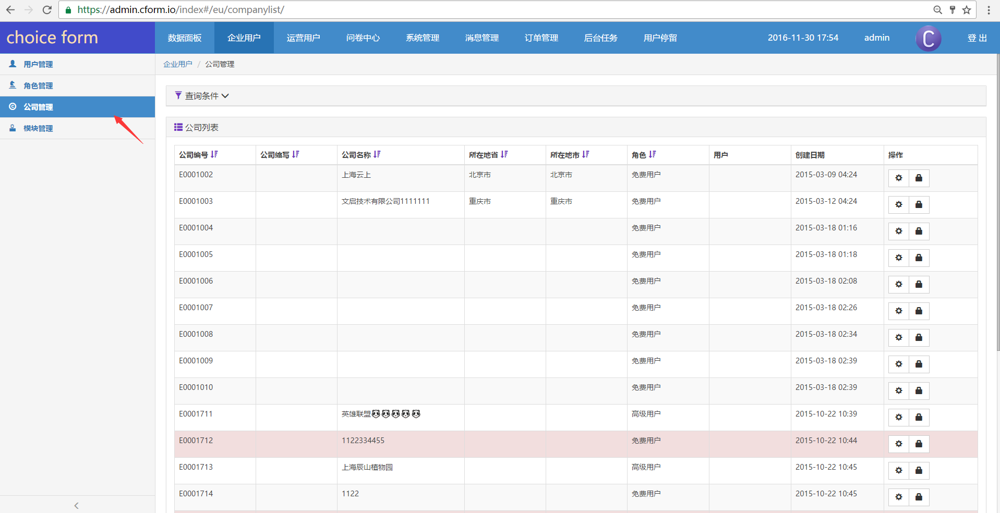 https://admin.cform.io/index#/eu/companylist/
choice form 数据面板 企业用户 运营用户 问卷中心 系统管理 消息管理 订单管理 后台任务 用户停留 2016-11-30 17:54 admin C 登 出
用户管理
角色管理
公司管理
模块管理
企业用户 / 公司管理
查询条件
公司列表
公司编号 公司缩写 公司名称 所在地省 所在地市 角色 用户 创建日期 操作
E0001002 上海云上 北京市 北京市 免费用户 2015-03-09 04:24
E0001003 文启技术有限公司1111111 重庆市 重庆市 免费用户 2015-03-12 04:24
E0001004 免费用户 2015-03-18 01:16
E0001005 免费用户 2015-03-18 01:18
E0001006 免费用户 2015-03-18 02:08
E0001007 免费用户 2015-03-18 02:26
E0001008 免费用户 2015-03-18 02:34
E0001009 免费用户 2015-03-18 02:39
E0001010 免费用户 2015-03-18 02:39
E0001711 英雄联盟🐼🐼🐼🐼🐼 高级用户 2015-10-22 10:39
E0001712 1122334455 免费用户 2015-10-22 10:44
E0001713 上海辰山植物园 高级用户 2015-10-22 10:45
E0001714 1122 免费用户 2015-10-22 10:45